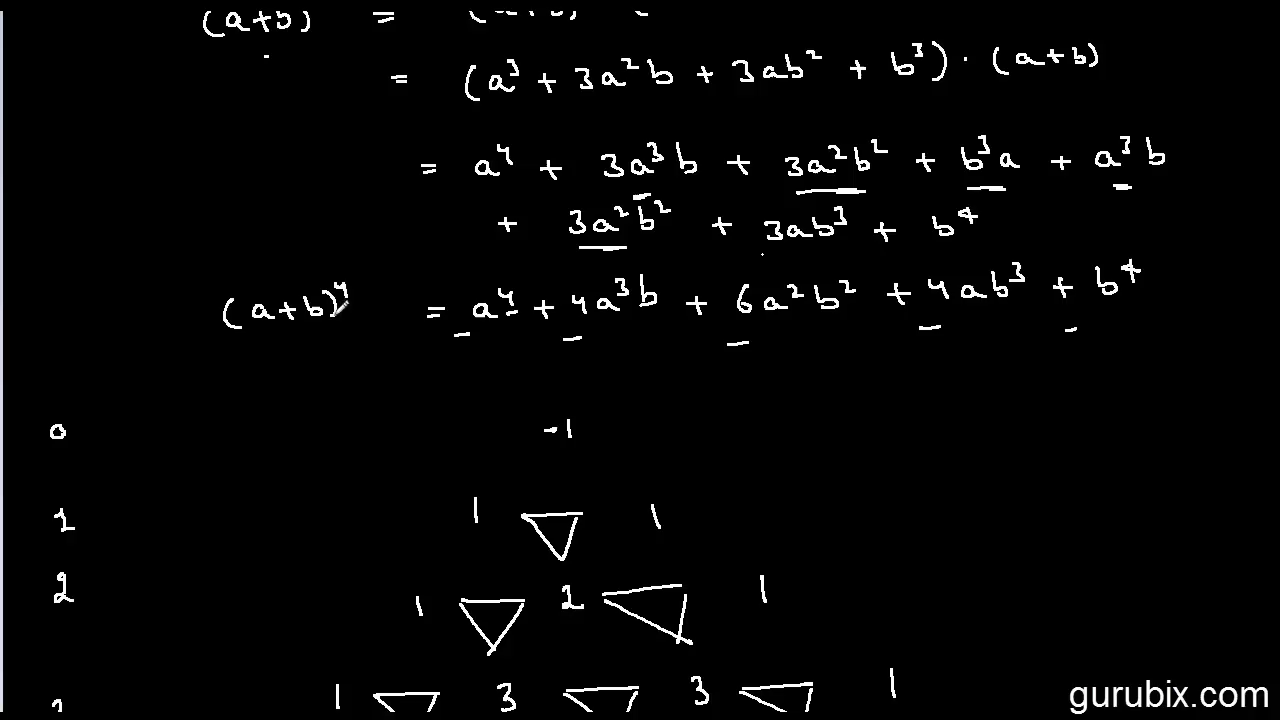 (a+b) =
= (a³ + 3a²b + 3ab² + b³) · (a+b)
= a⁴ + 3a³b + 3a²b² + b³a + a³b
+ 3a²b² + 3ab³ + b⁴
(a+b)⁴ = a⁴ + 4a³b + 6a²b² + 4ab³ + b⁴
0 1
1 1 1
2 1 2 1
1 3 3 1
gurubix.com